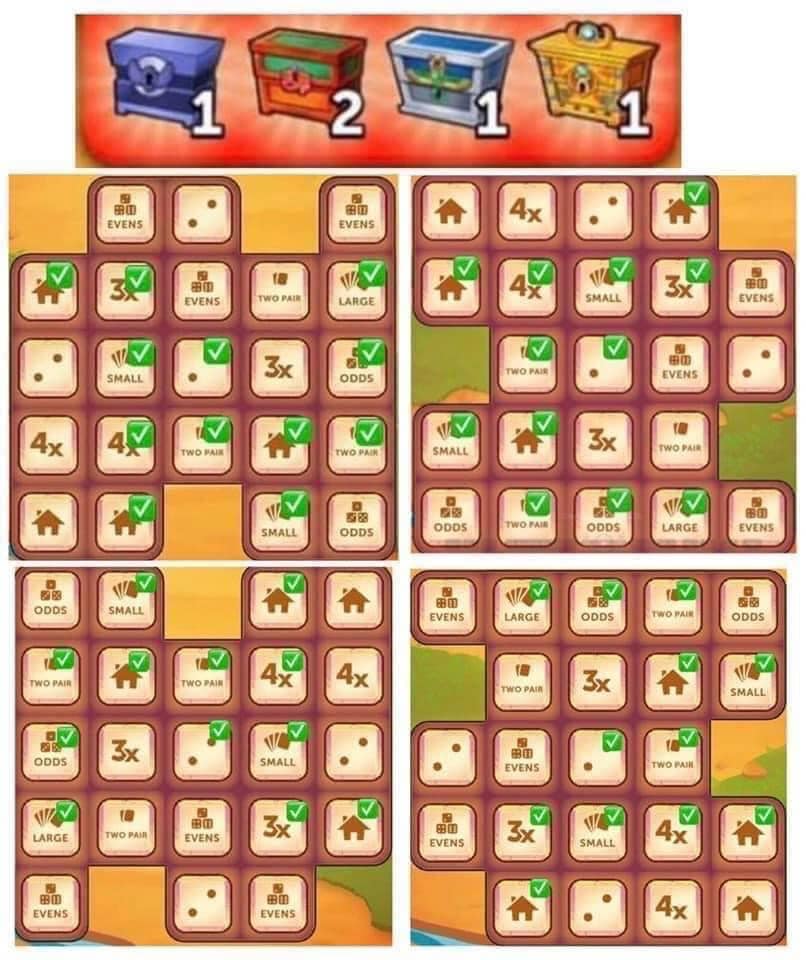 1 2 1 1
EVENS EVENS
3x EVENS TWO PAIR LARGE
SMALL 3x ODDS
4x 4x TWO PAIR TWO PAIR
SMALL ODDS
4x
4x SMALL 3x EVENS
TWO PAIR EVENS
SMALL 3x TWO PAIR
ODDS TWO PAIR ODDS LARGE EVENS
ODDS SMALL
TWO PAIR TWO PAIR 4x 4x
ODDS 3x SMALL
LARGE TWO PAIR EVENS 3x
EVENS EVENS
EVENS LARGE ODDS TWO PAIR ODDS
TWO PAIR 3x SMALL
EVENS TWO PAIR
EVENS 3x SMALL 4x
4x